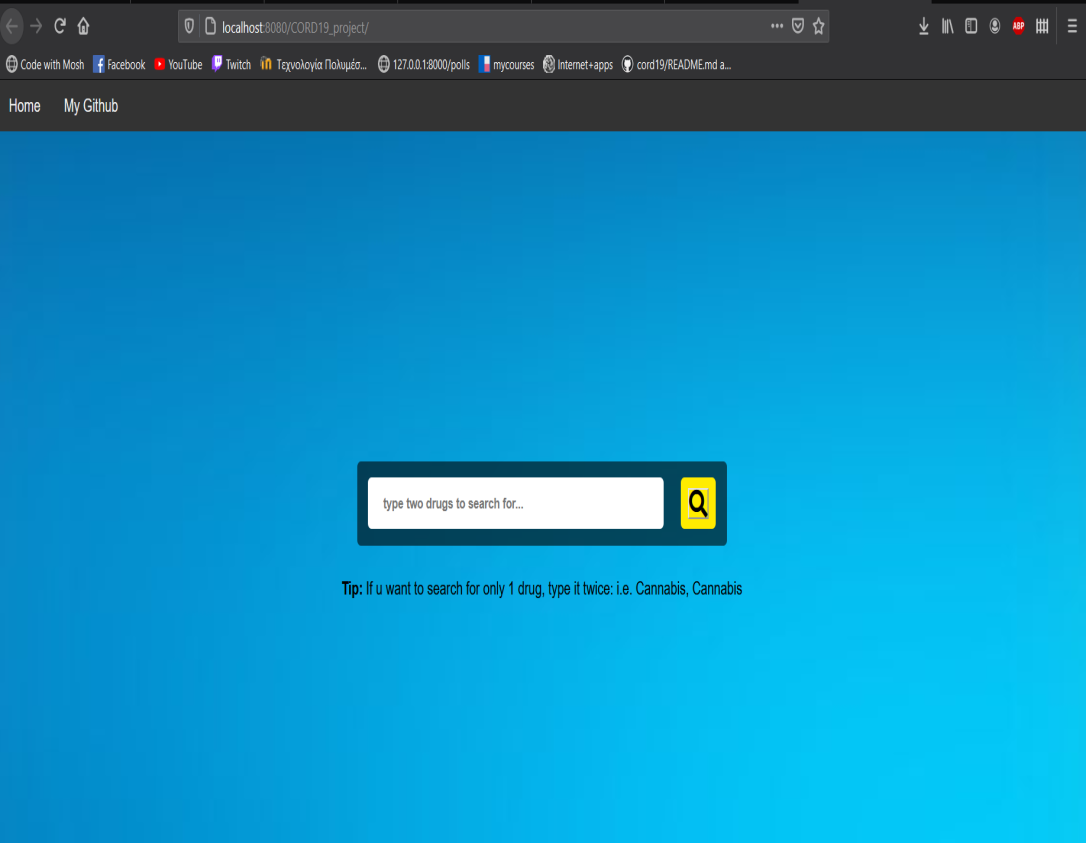 localhost:8080/CORD19_project/
ABP
Code with Mosh Facebook YouTube Twitch Τεχνολογία Πολυμέσ... 127.0.0.1:8000/polls mycourses Internet+apps cord19/README.md a...
Home My Github
type two drugs to search for...
Tip: If u want to search for only 1 drug, type it twice: i.e. Cannabis, Cannabis